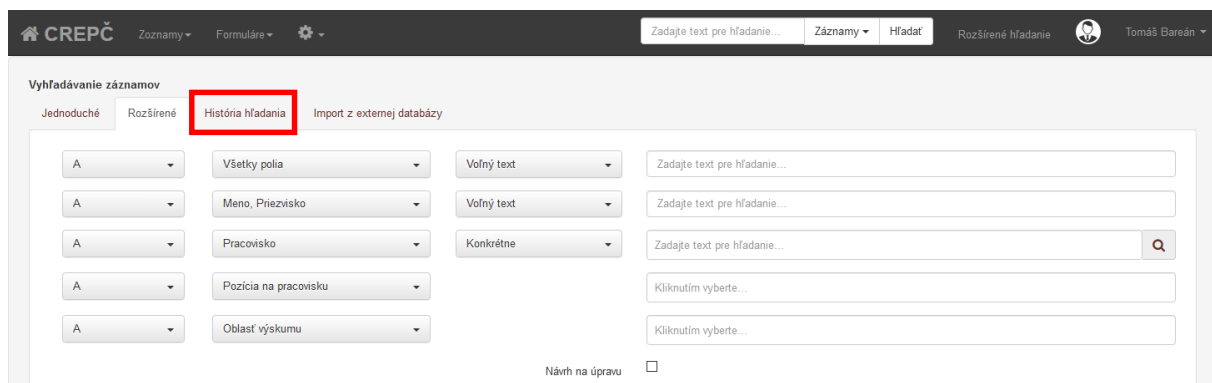 CREPČ Zoznamy Formuláre Zadajte text pre hľadanie... Záznamy Hľadať Rozšírené hľadanie Tomáš Bareán
Vyhľadávanie záznamov
Jednoduché Rozšírené História hľadania Import z externej databázy
A Všetky polia Voľný text Zadajte text pre hľadanie...
A Meno, Priezvisko Voľný text Zadajte text pre hľadanie...
A Pracovisko Konkrétne Zadajte text pre hľadanie...
A Pozícia na pracovisku Kliknutím vyberte...
A Oblasť výskumu Kliknutím vyberte...
Návrh na úpravu